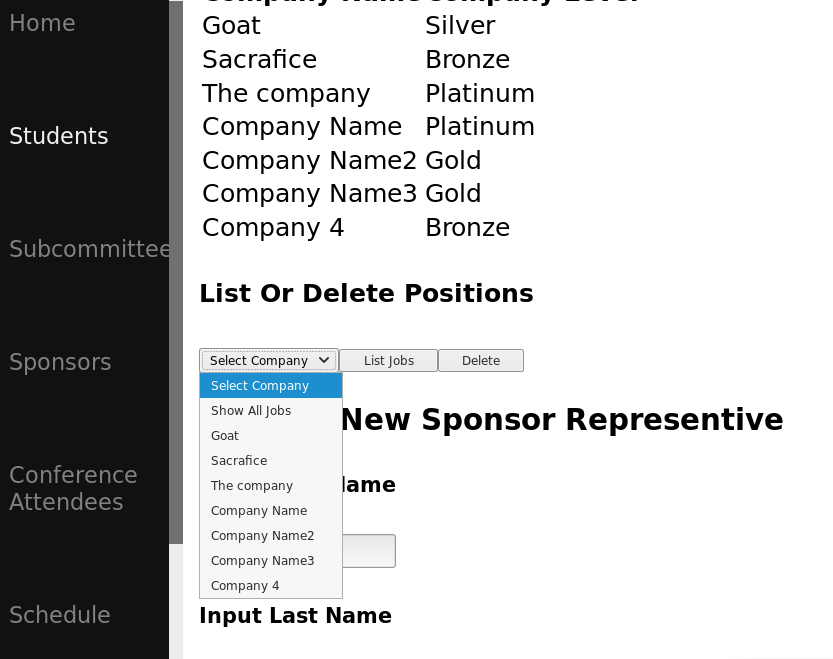 Home
Students
Subcommittee
Sponsors
Conference
Attendees
Schedule
Company Name Company Level
Goat Silver
Sacrafice Bronze
The company Platinum
Company Name Platinum
Company Name2 Gold
Company Name3 Gold
Company 4 Bronze
List Or Delete Positions
Select Company List Jobs Delete
Select Company
Show All Jobs
Goat
Sacrafice
The company
Company Name
Company Name2
Company Name3
Company 4
New Sponsor Representive
Name
Input Last Name